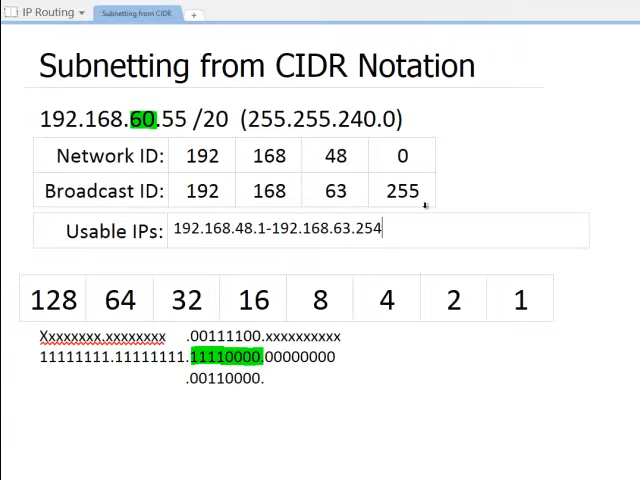 IP Routing
Subnetting from CIDR
Subnetting from CIDR Notation
192.168.60.55 /20 (255.255.240.0)
Network ID: 192 168 48 0
Broadcast ID: 192 168 63 255
Usable IPs: 192.168.48.1-192.168.63.254
128 64 32 16 8 4 2 1
Xxxxxxxx.xxxxxxxx .00111100.xxxxxxxxxx
11111111.11111111.11110000.00000000
.00110000.